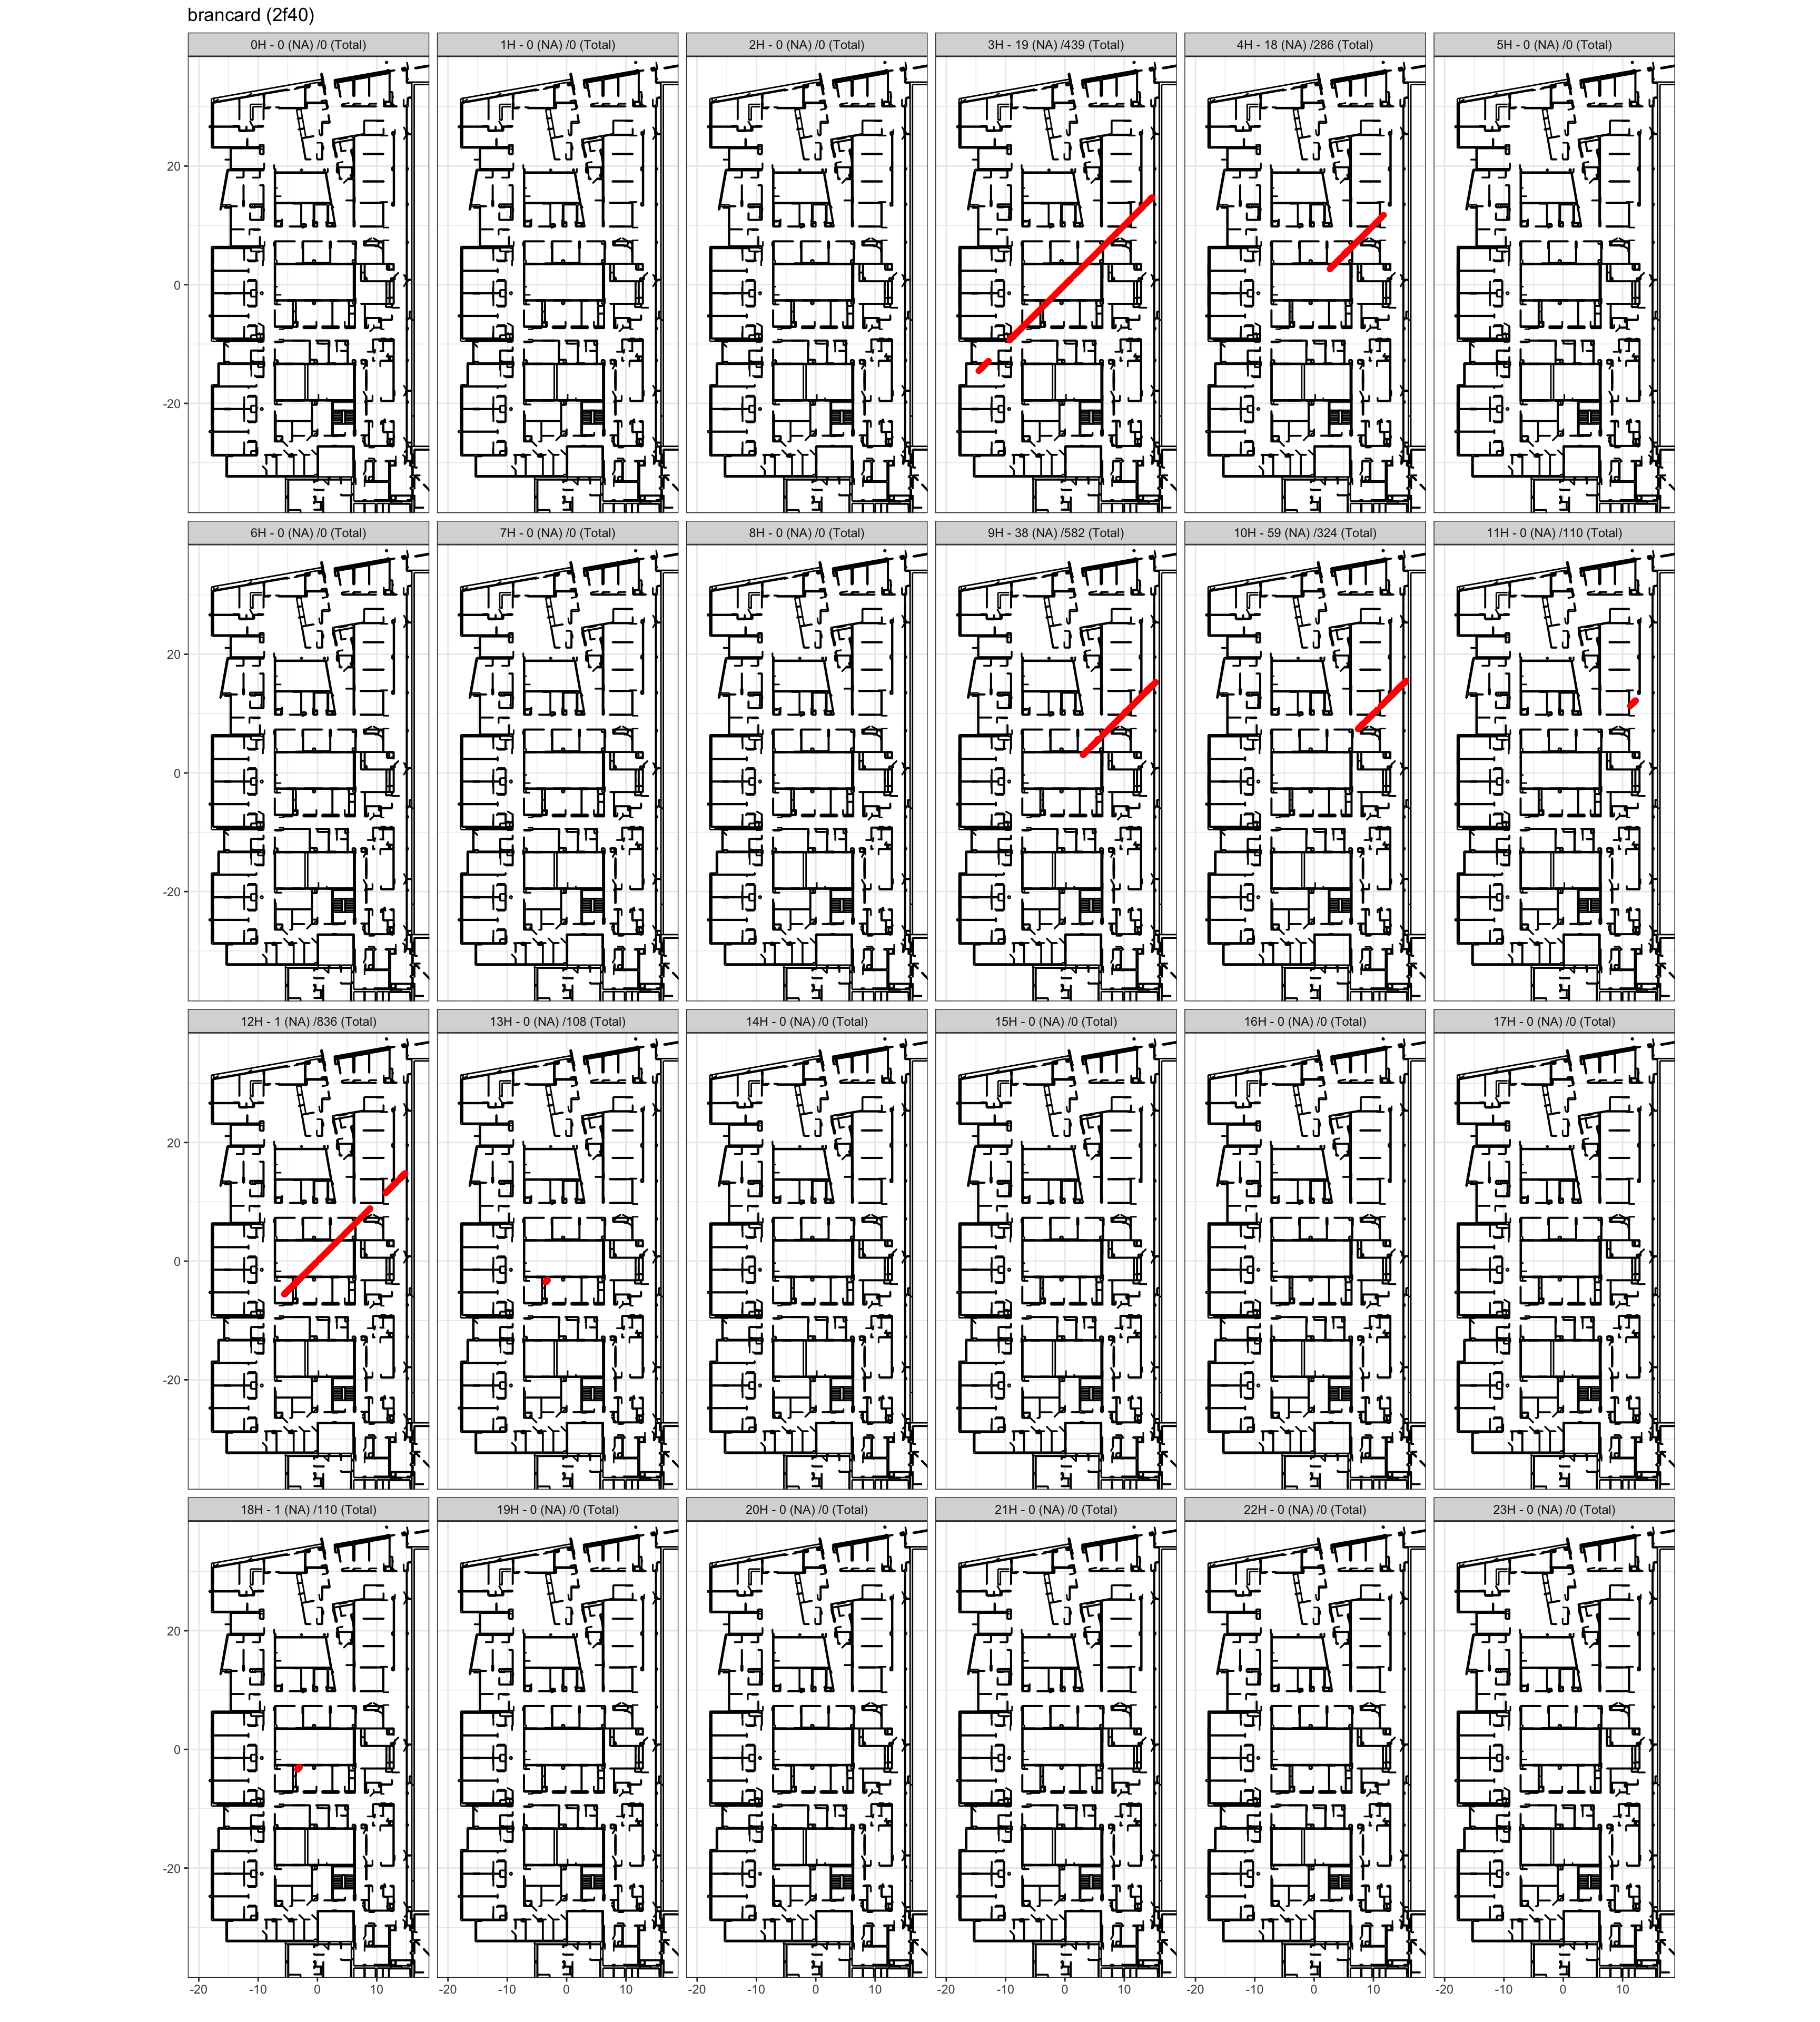 brancard (2f40)
0H - 0 (NA) /0 (Total) 1H - 0 (NA) /0 (Total) 2H - 0 (NA) /0 (Total) 3H - 19 (NA) /439 (Total) 4H - 18 (NA) /286 (Total) 5H - 0 (NA) /0 (Total)
20
0
-20
6H - 0 (NA) /0 (Total) 7H - 0 (NA) /0 (Total) 8H - 0 (NA) /0 (Total) 9H - 38 (NA) /582 (Total) 10H - 59 (NA) /324 (Total) 11H - 0 (NA) /110 (Total)
20
0
-20
12H - 1 (NA) /836 (Total) 13H - 0 (NA) /108 (Total) 14H - 0 (NA) /0 (Total) 15H - 0 (NA) /0 (Total) 16H - 0 (NA) /0 (Total) 17H - 0 (NA) /0 (Total)
20
0
-20
18H - 1 (NA) /110 (Total) 19H - 0 (NA) /0 (Total) 20H - 0 (NA) /0 (Total) 21H - 0 (NA) /0 (Total) 22H - 0 (NA) /0 (Total) 23H - 0 (NA) /0 (Total)
20
0
-20
-20 -10 0 10 -20 -10 0 10 -20 -10 0 10 -20 -10 0 10 -20 -10 0 10 -20 -10 0 10